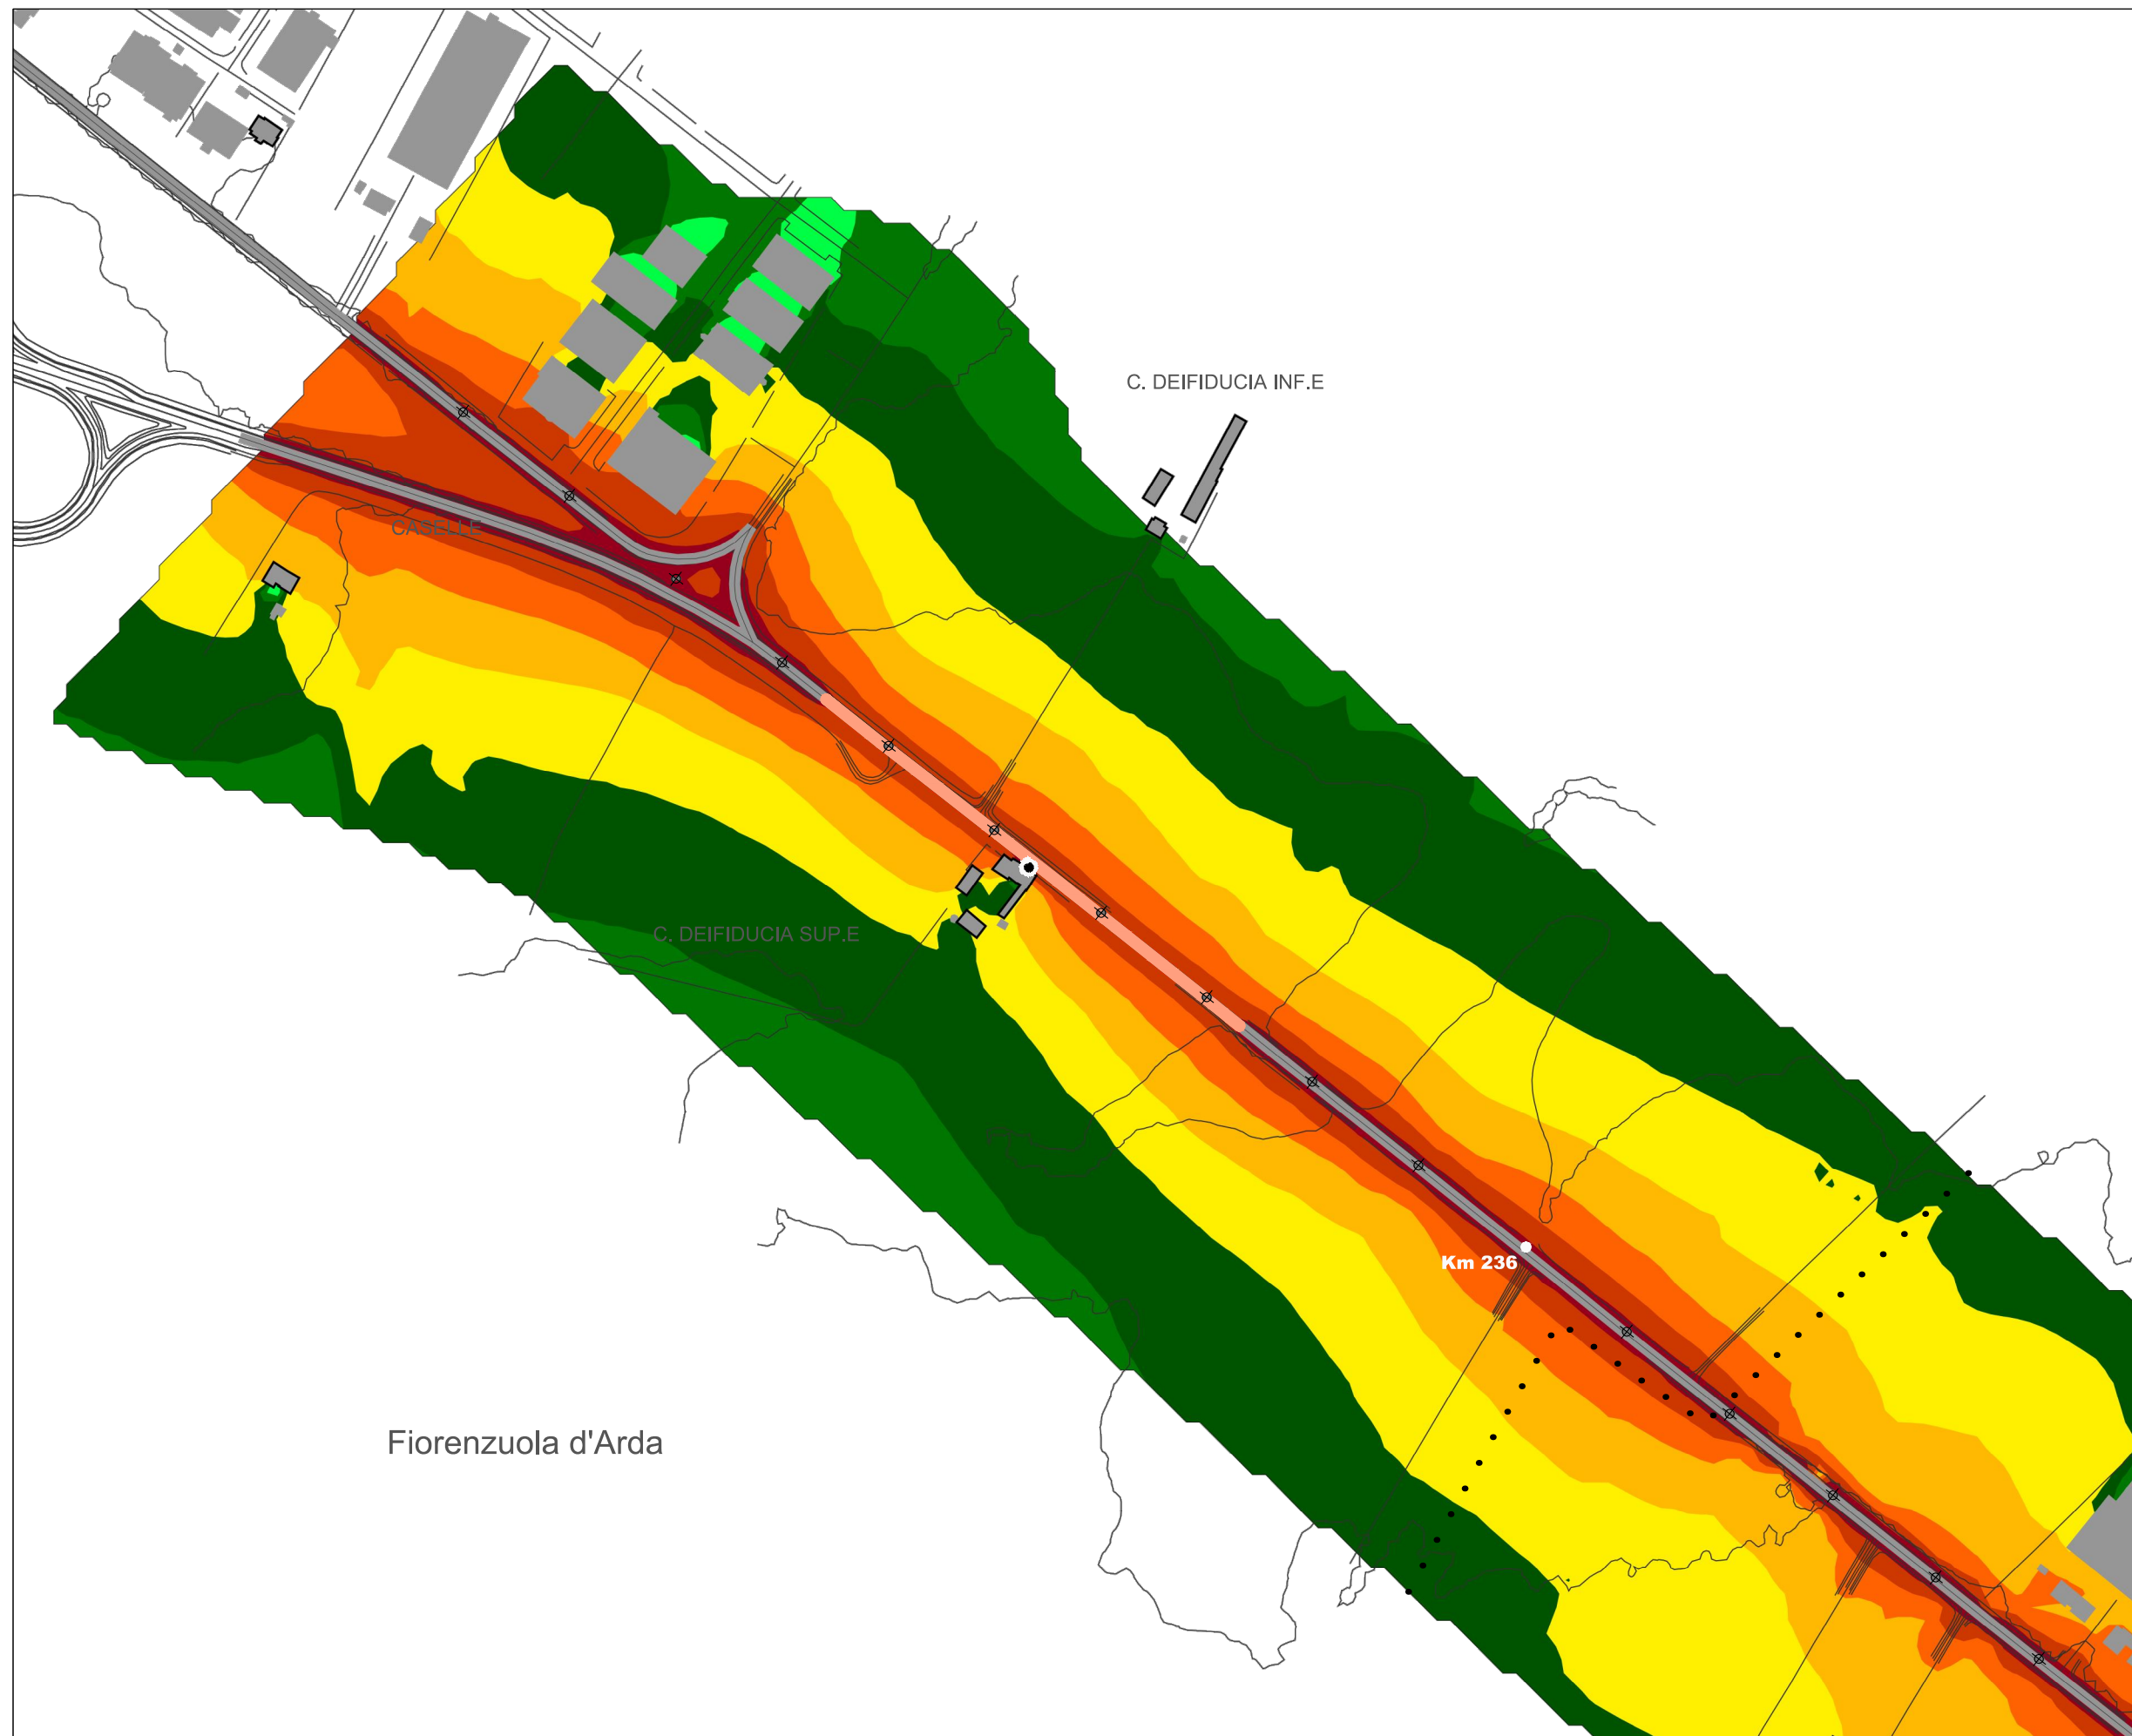 C. DEIFIDUCIA INF.E
CASELLE
C. DEIFIDUCIA SUP.E
Km 236
Fiorenzuola d'Arda